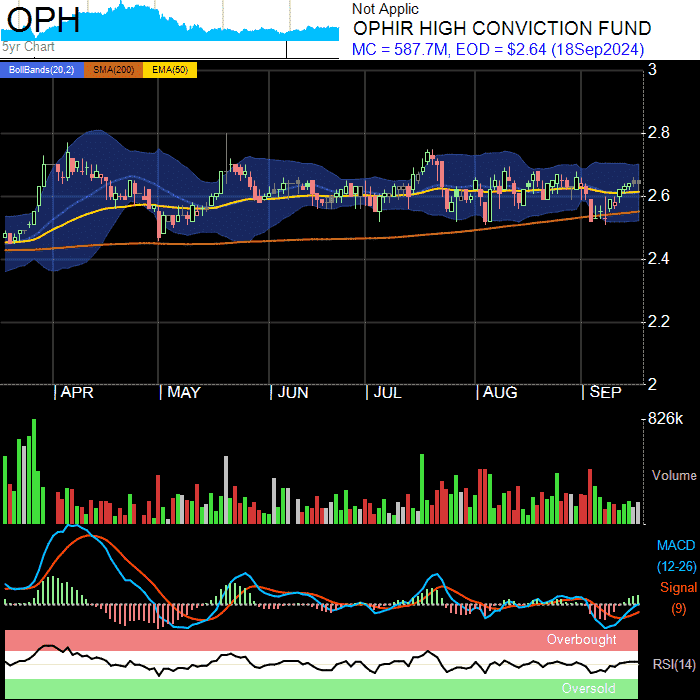 OPH
5yr Chart
Not Applic
OPHIR HIGH CONVICTION FUND
MC = 587.7M, EOD = $2.64 (18Sep2024)
BollBands(20,2) SMA(200) EMA(50)
3
2.8
2.6
2.4
2.2
2
APR MAY JUN JUL AUG SEP
826k
Volume
MACD
(12-26)
Signal
(9)
Overbought
RSI(14)
Oversold